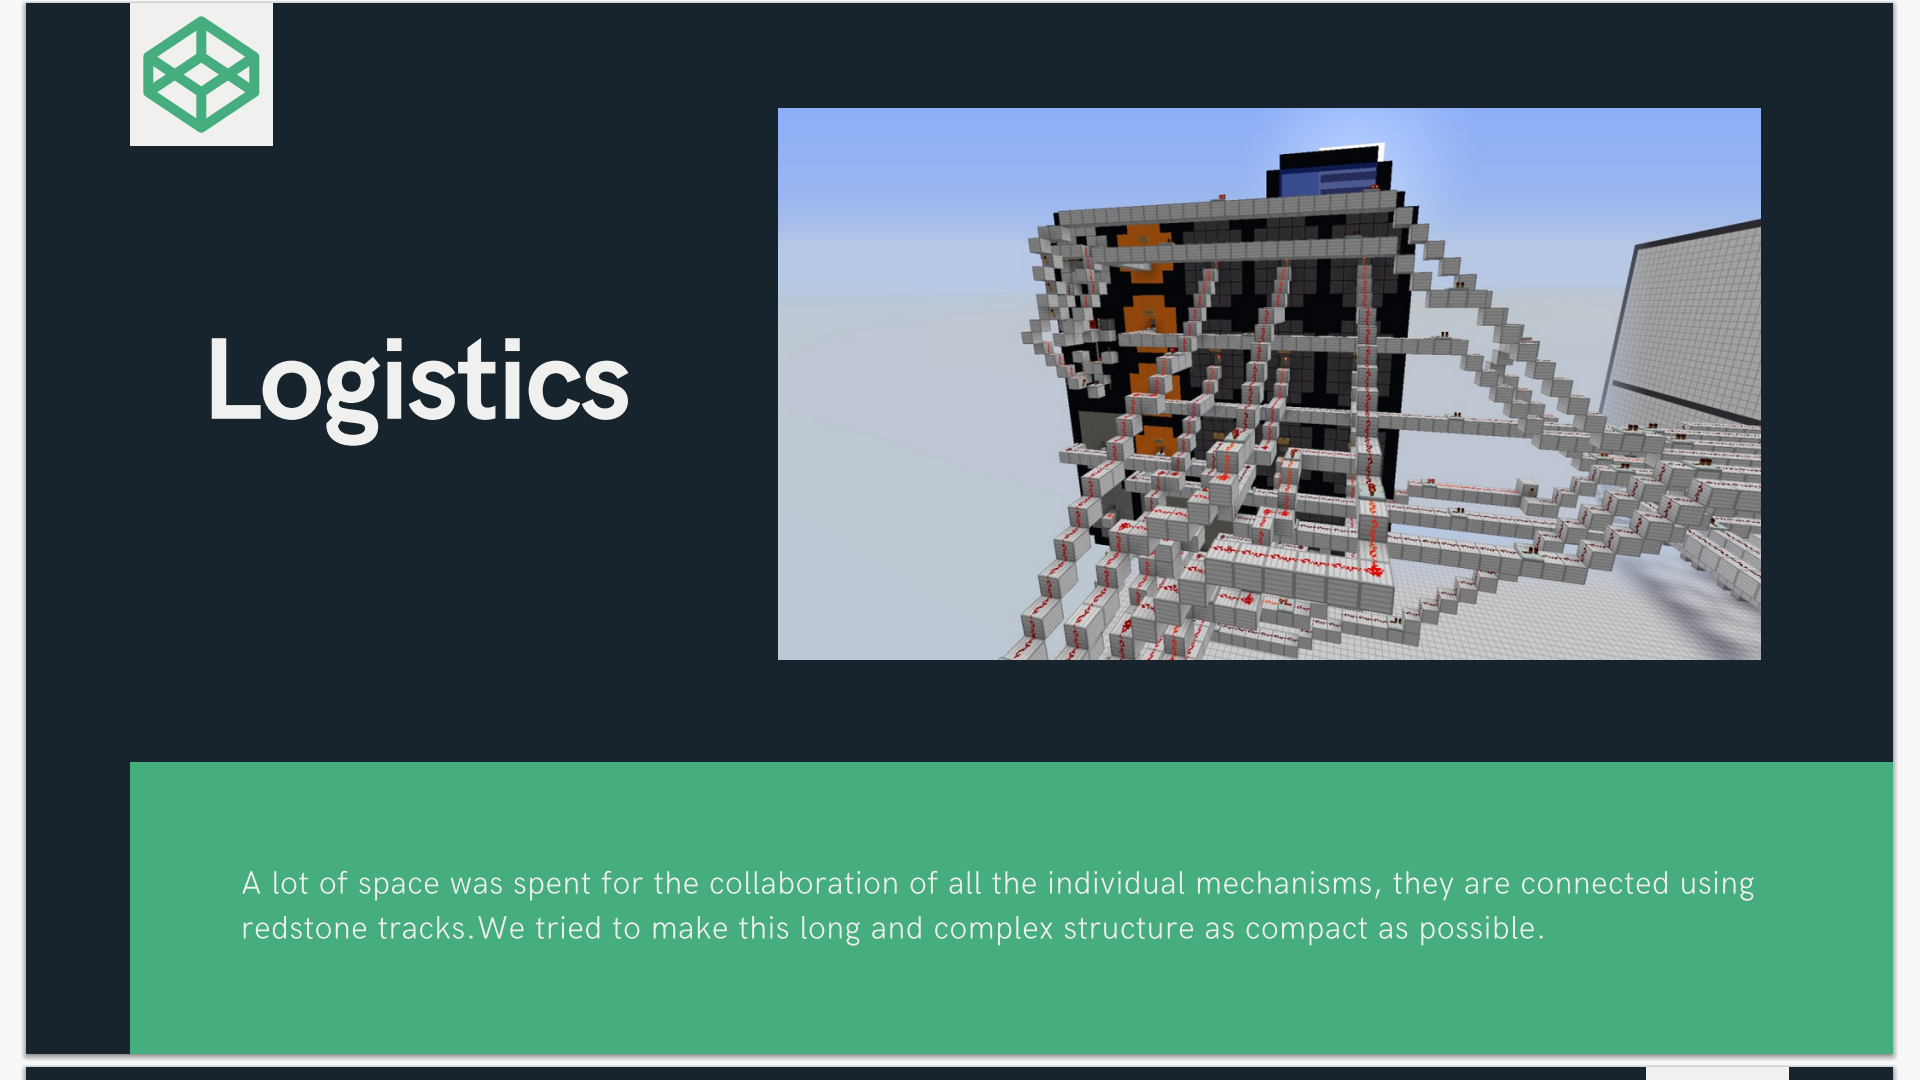 Logistics
A lot of space was spent for the collaboration of all the individual mechanisms, they are connected using
redstone tracks.We tried to make this long and complex structure as compact as possible.